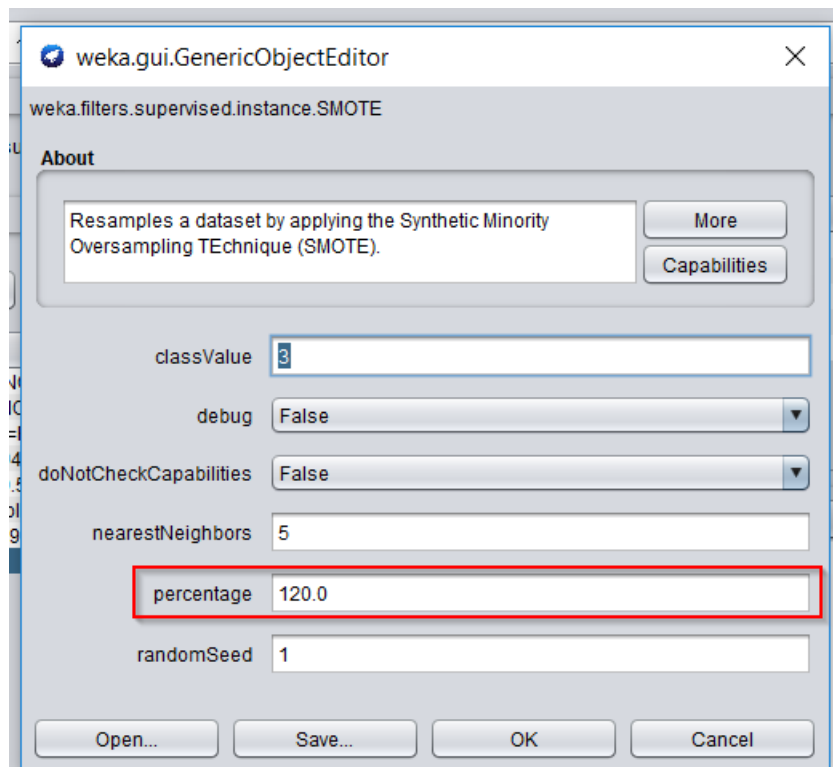 weka.gui.GenericObjectEditor
weka.filters.supervised.instance.SMOTE
About
Resamples a dataset by applying the Synthetic Minority
Oversampling TEchnique (SMOTE).
More
Capabilities
classValue 3
debug False
doNotCheckCapabilities False
nearestNeighbors 5
percentage 120.0
randomSeed 1
Open... Save... OK Cancel